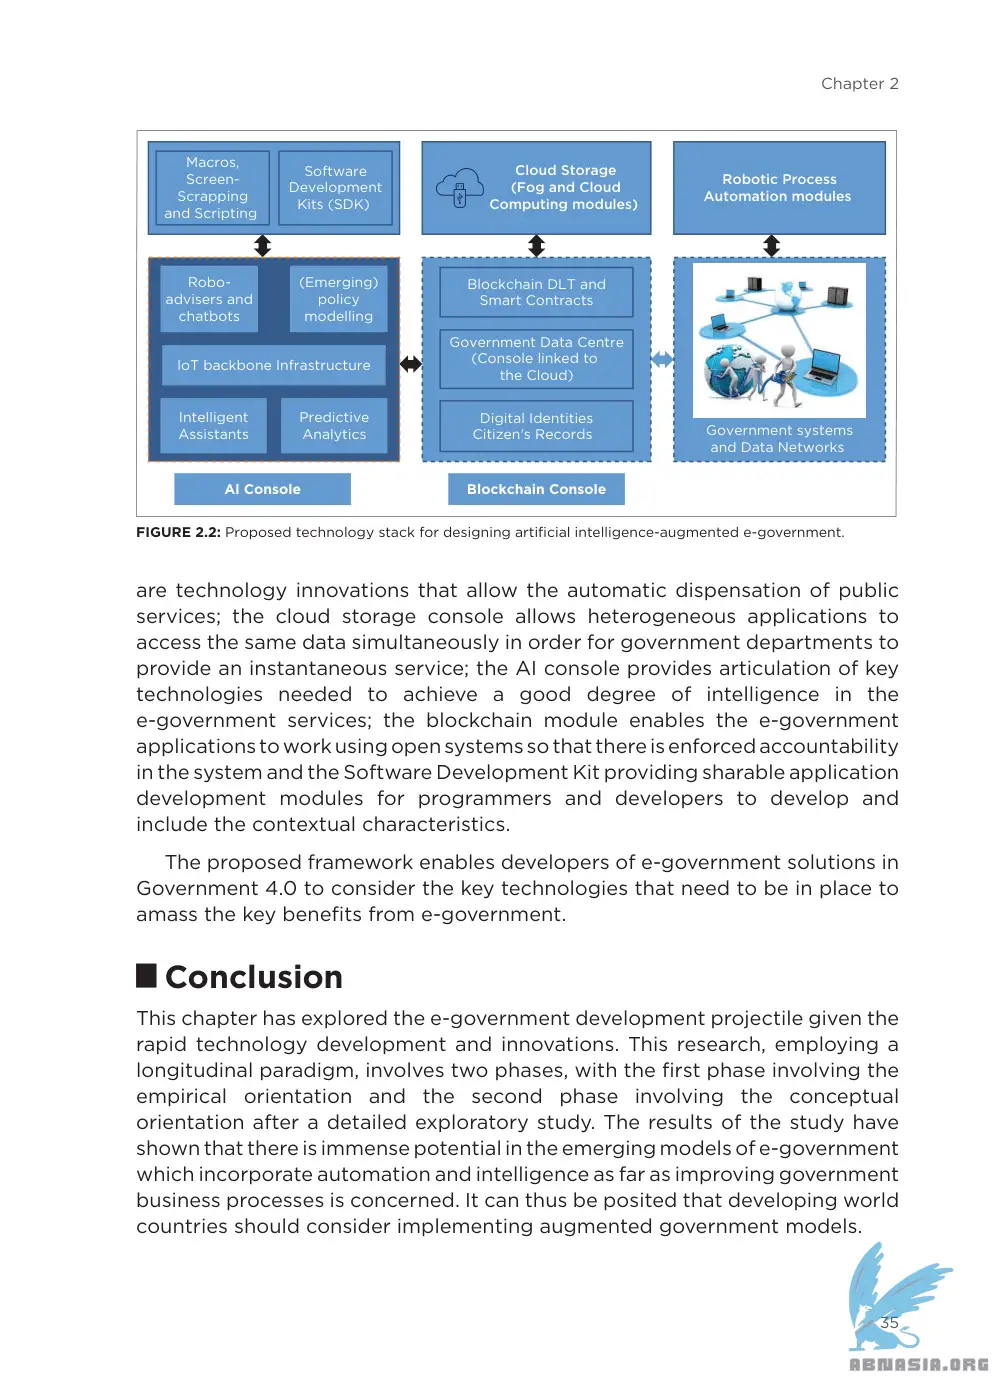 Chapter 2
Macros,
Screen-
Scrapping
and Scripting
Software
Development
Kits (SDK)
Cloud Storage
(Fog and Cloud
Computing modules)
Robotic Process
Automation modules
Robo-
advisers and
chatbots
(Emerging)
policy
modelling
IoT backbone Infrastructure
Intelligent
Assistants
Predictive
Analytics
Blockchain DLT and
Smart Contracts
Government Data Centre
(Console linked to
the Cloud)
Digital Identities
Citizen's Records
Government systems
and Data Networks
AI Console
Blockchain Console
FIGURE 2.2: Proposed technology stack for designing artificial intelligence-augmented e-government.
are technology innovations that allow the automatic dispensation of public
services; the cloud storage console allows heterogeneous applications to
access the same data simultaneously in order for government departments to
provide an instantaneous service; the AI console provides articulation of key
technologies needed to achieve a good degree of intelligence in the
e-government services; the blockchain module enables the e-government
applications to work using open systems so that there is enforced accountability
in the system and the Software Development Kit providing sharable application
development modules for programmers and developers to develop and
include the contextual characteristics.
The proposed framework enables developers of e-government solutions in
Government 4.0 to consider the key technologies that need to be in place to
amass the key benefits from e-government.
Conclusion
This chapter has explored the e-government development projectile given the
rapid technology development and innovations. This research, employing a
longitudinal paradigm, involves two phases, with the first phase involving the
empirical orientation and the second phase involving the conceptual
orientation after a detailed exploratory study. The results of the study have
shown that there is immense potential in the emerging models of e-government
which incorporate automation and intelligence as far as improving government
business processes is concerned. It can thus be posited that developing world
countries should consider implementing augmented government models.
35
ABNASIA.ORG